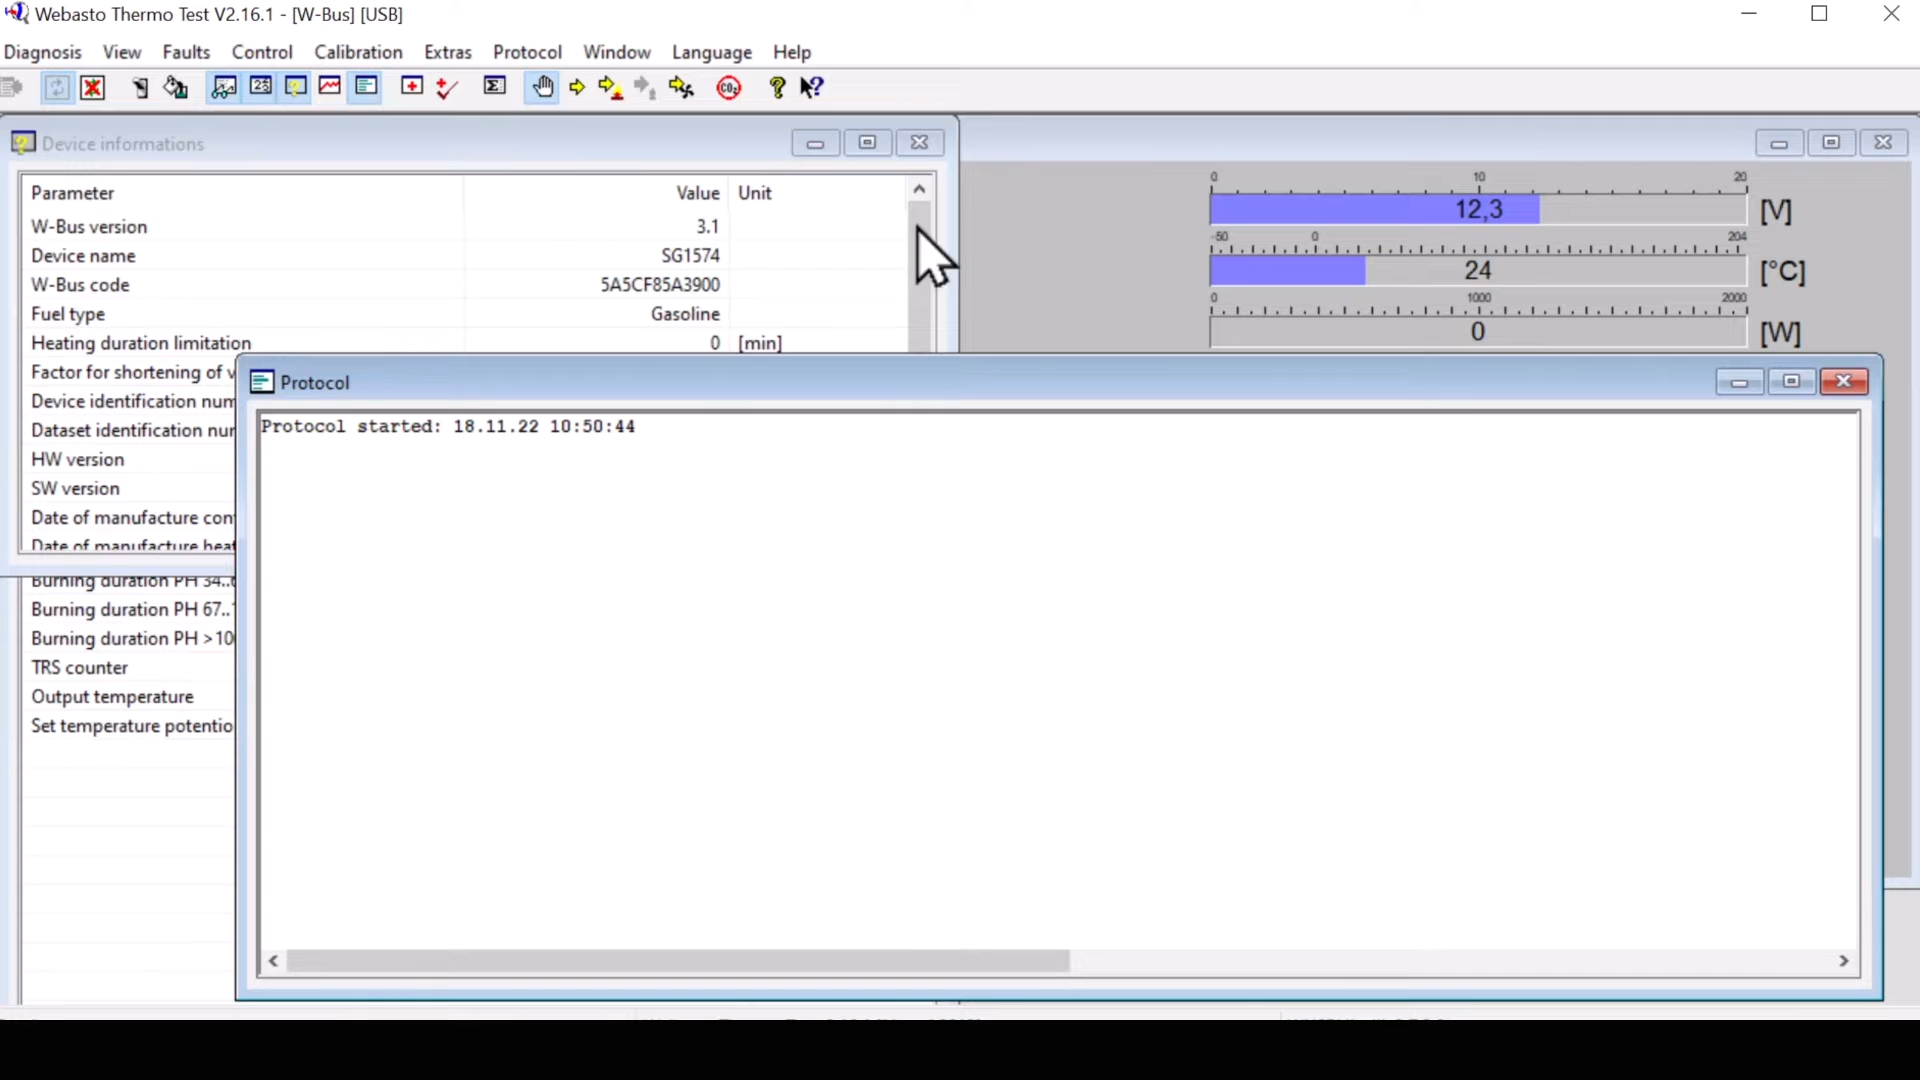 Webasto Thermo Test V2.16.1 - [W-Bus] [USB]
Diagnosis View Faults Control Calibration Extras Protocol Window Language Help
Device informations
Parameter Value Unit
W-Bus version 3.1
Device name SG1574
W-Bus code 5A5CF85A3900
Fuel type Gasoline
Heating duration limitation 0 [min]
Factor for shortening of
Device identification num
Dataset identification
HW version
SW version
Date of manufacture con
Date of manufacture heat
Burning duration PH 34..
Burning duration PH 67..
Burning duration PH >10
TRS counter
Output temperature
Set temperature potentio
0 10 20
12,3 [V]
-50 0 204
24 [°C]
0 1000 2000
0 [W]
Protocol
Protocol started: 18.11.22 10:50:44